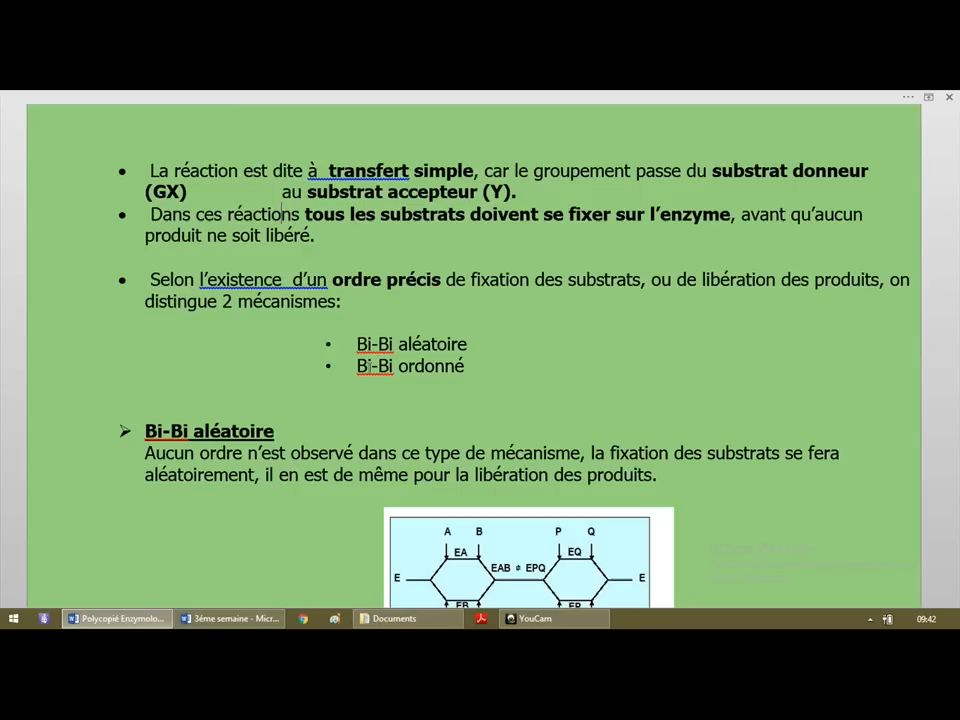 La réaction est dite à transfert simple, car le groupement passe du substrat donneur
(GX) au substrat accepteur (Y).
Dans ces réactions tous les substrats doivent se fixer sur l’enzyme, avant qu’aucun
produit ne soit libéré.
Selon l’existence d’un ordre précis de fixation des substrats, ou de libération des produits, on
distingue 2 mécanismes:
Bi-Bi aléatoire
Bi-Bi ordonné
Bi-Bi aléatoire
Aucun ordre n’est observé dans ce type de mécanisme, la fixation des substrats se fera
aléatoirement, il en est de même pour la libération des produits.
A B P Q
EA EQ
EAB ⇌ EPQ
E E
EB EP
Polycopié Enzymolo... 3éme semaine - Micr... Documents YouCam 09:42